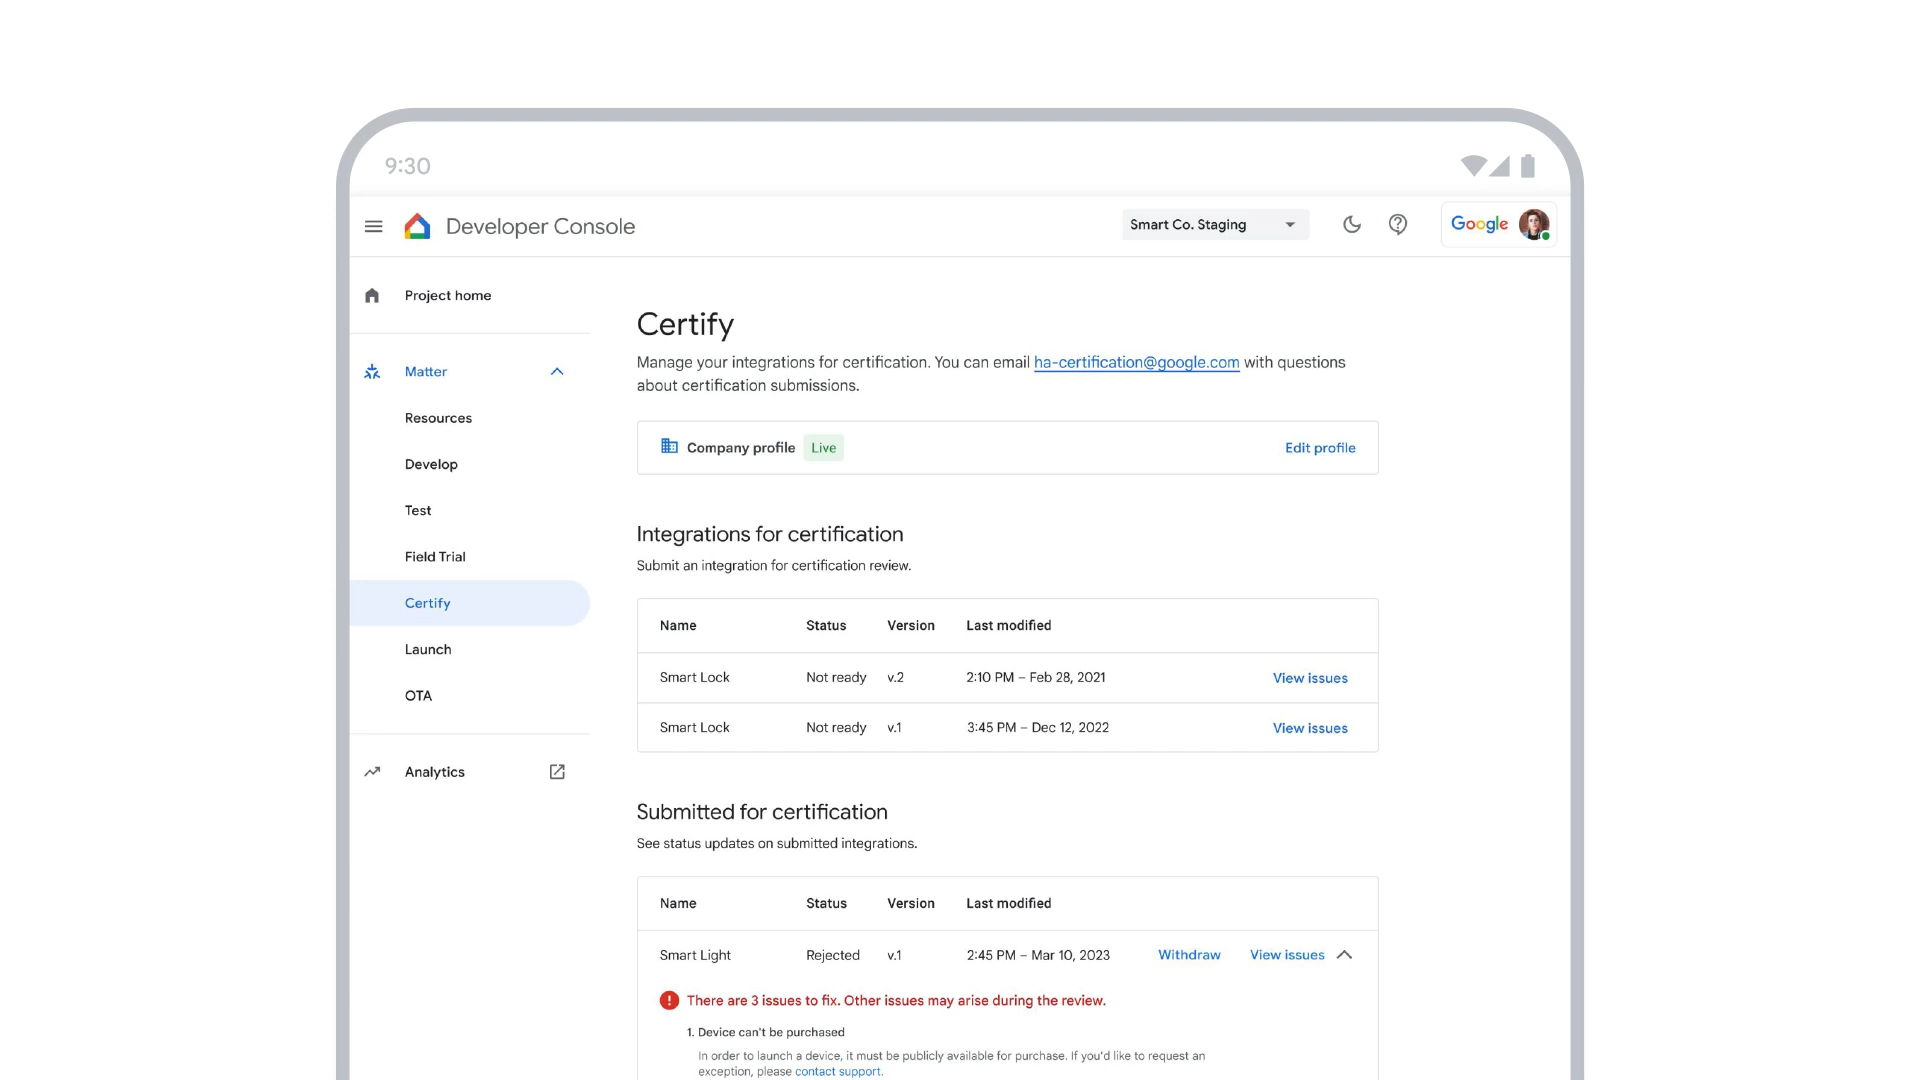 9:30
Developer Console
Smart Co. Staging
Google
Project home
Matter
Resources
Develop
Test
Field Trial
Certify
Launch
OTA
Analytics
Certify
Manage your integrations for certification. You can email ha-certification@google.com with questions
about certification submissions.
Company profile Live Edit profile
Integrations for certification
Submit an integration for certification review.
Name Status Version Last modified
Smart Lock Not ready v.2 2:10 PM – Feb 28, 2021 View issues
Smart Lock Not ready v.1 3:45 PM – Dec 12, 2022 View issues
Submitted for certification
See status updates on submitted integrations.
Name Status Version Last modified
Smart Light Rejected v.1 2:45 PM – Mar 10, 2023 Withdraw View issues
There are 3 issues to fix. Other issues may arise during the review.
1. Device can't be purchased
In order to launch a device, it must be publicly available for purchase. If you'd like to request an
exception, please contact support.